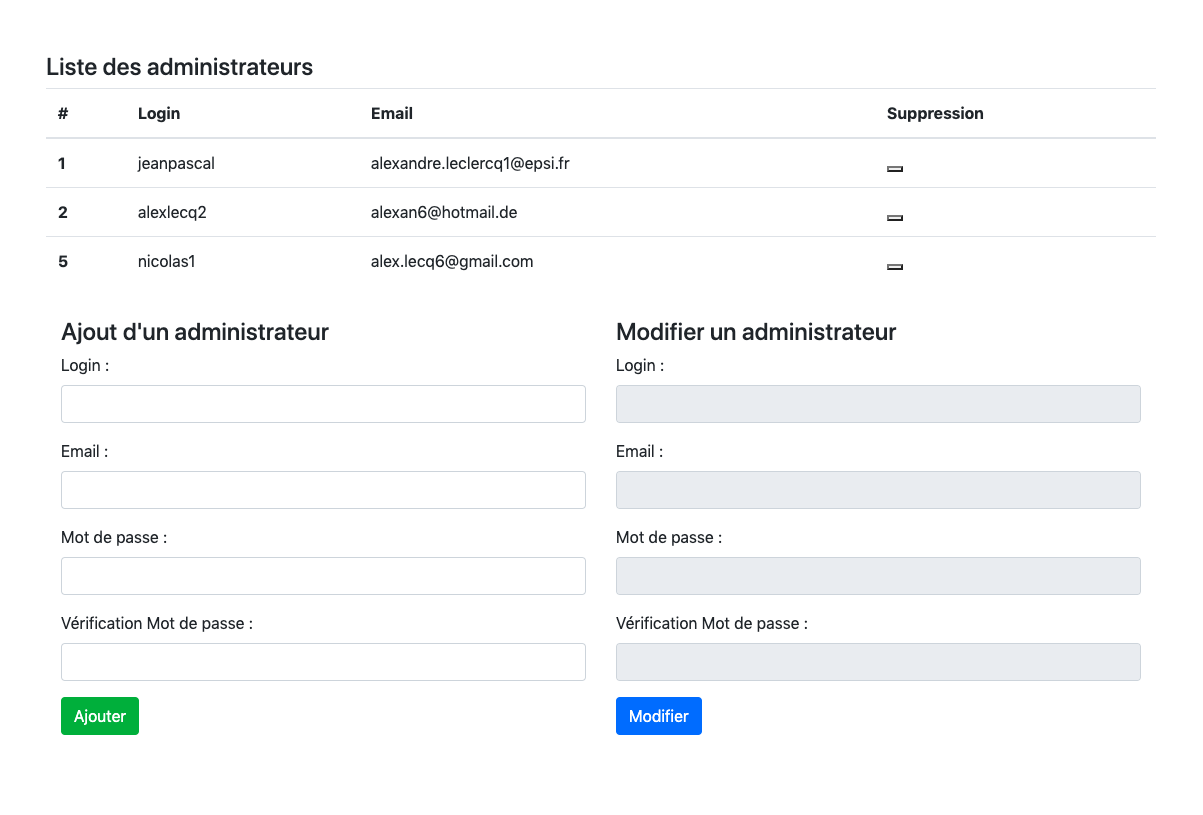 Liste des administrateurs
# Login Email Suppression
1 jeanpascal alexandre.leclercq1@epsi.fr
2 alexlecq2 alexan6@hotmail.de
5 nicolas1 alex.lecq6@gmail.com
Ajout d'un administrateur
Login :
Email :
Mot de passe :
Vérification Mot de passe :
Ajouter
Modifier un administrateur
Login :
Email :
Mot de passe :
Vérification Mot de passe :
Modifier